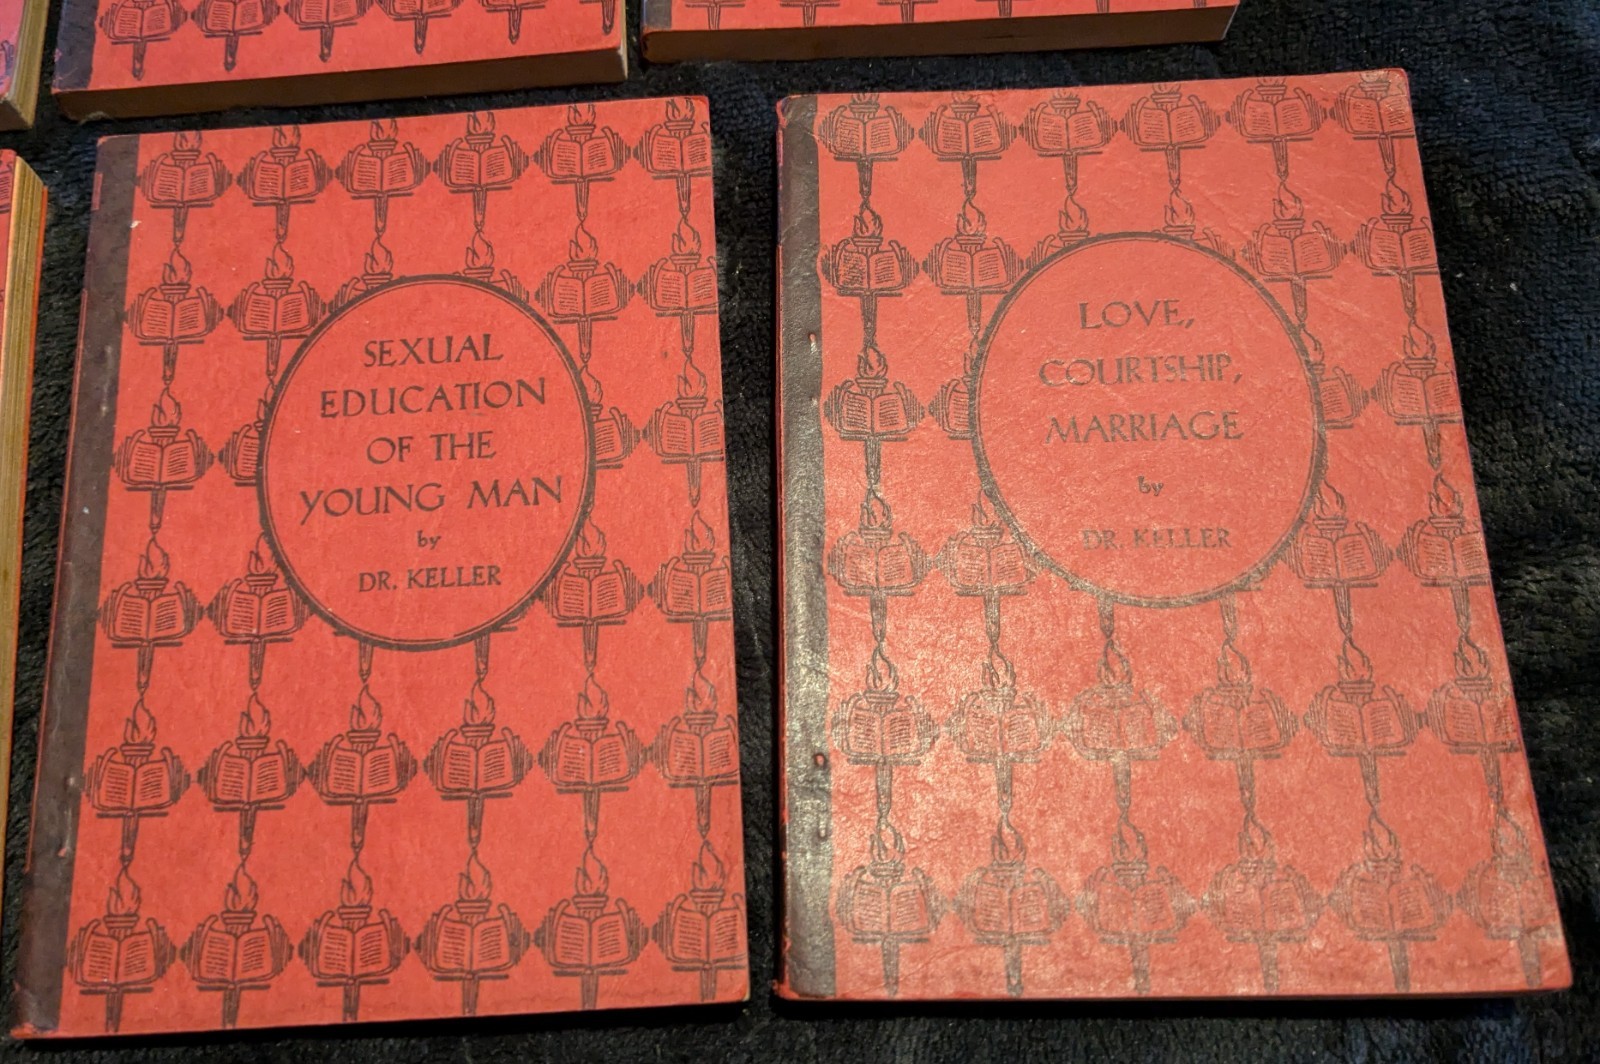 SEXUAL
EDUCATION
OF THE
YOUNG MAN
by
DR. KELLER
LOVE,
COURTSHIP,
MARRIAGE
by
DR. KELLER